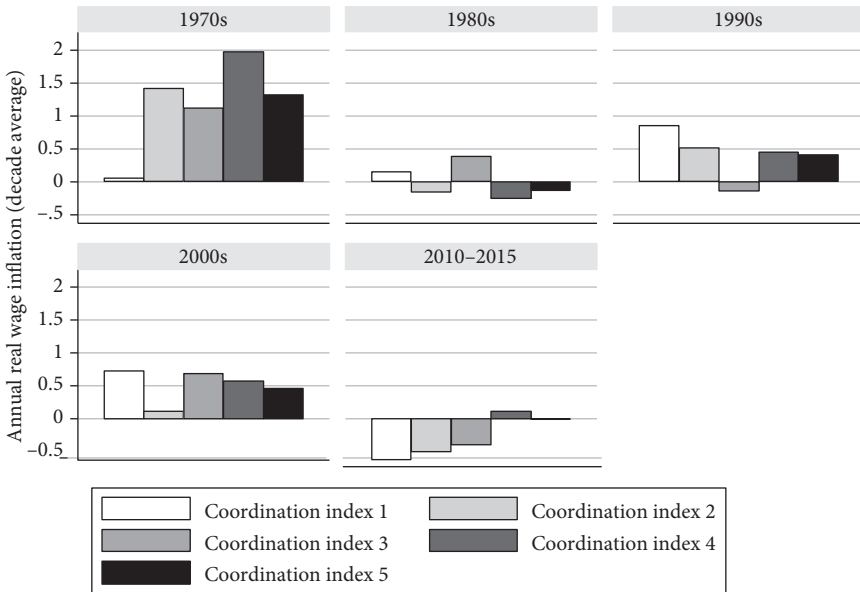 1970s 1980s 1990s
2
1.5
1
0.5
0
–.5
Annual real wage inflation (decade average)
2000s 2010–2015
2
1.5
1
0.5
0
–0.5
Coordination index 1 Coordination index 2
Coordination index 3 Coordination index 4
Coordination index 5